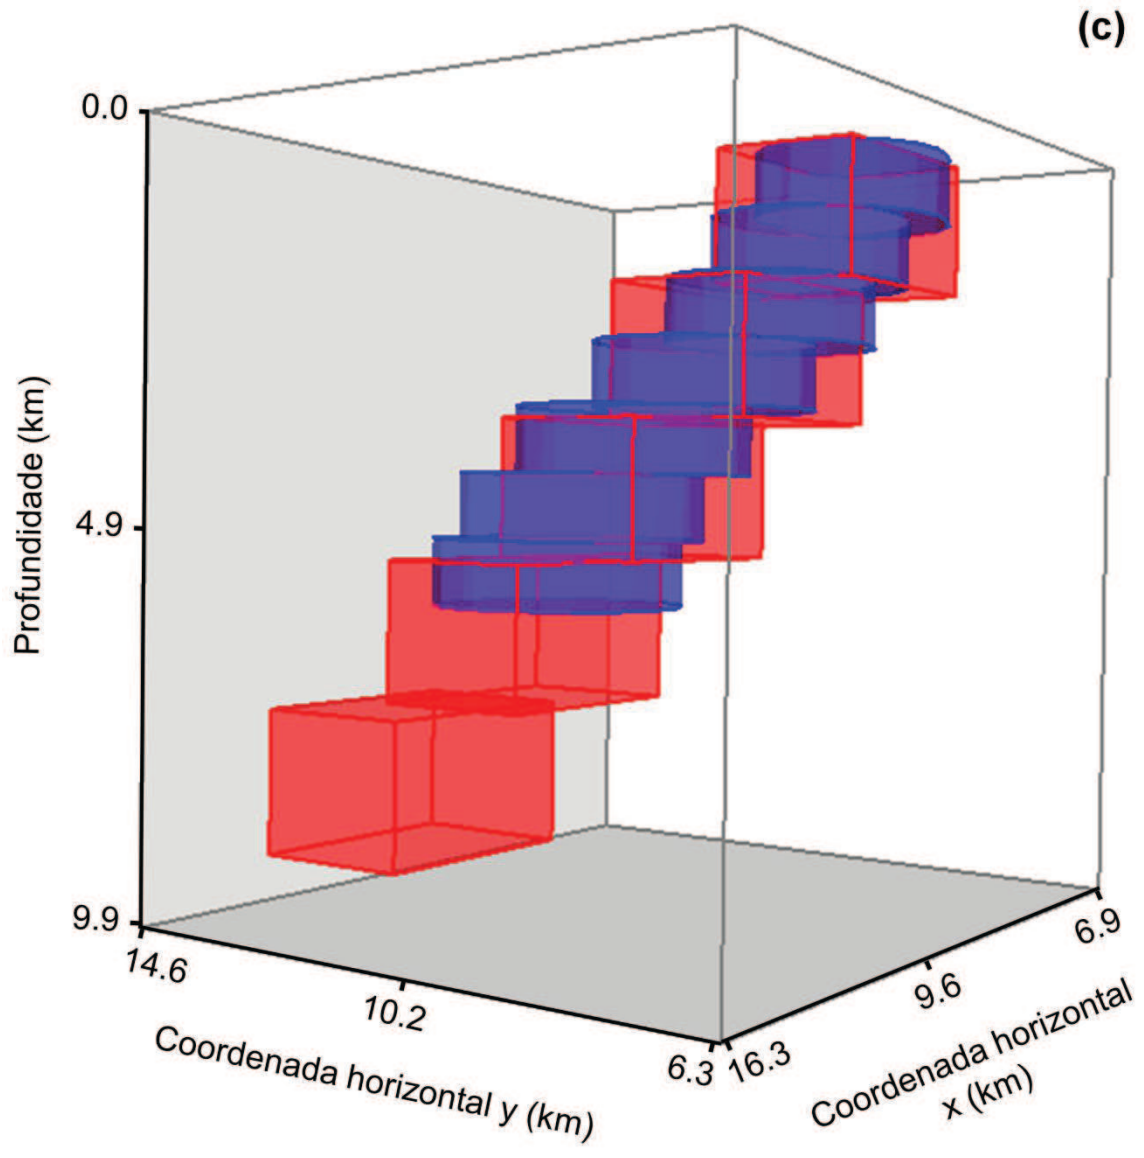 (c)
0.0
4.9
9.9
Profundidade (km)
14.6
10.2
6.3
Coordenada horizontal y (km)
16.3
9.6
6.9
Coordenada horizontal
x (km)